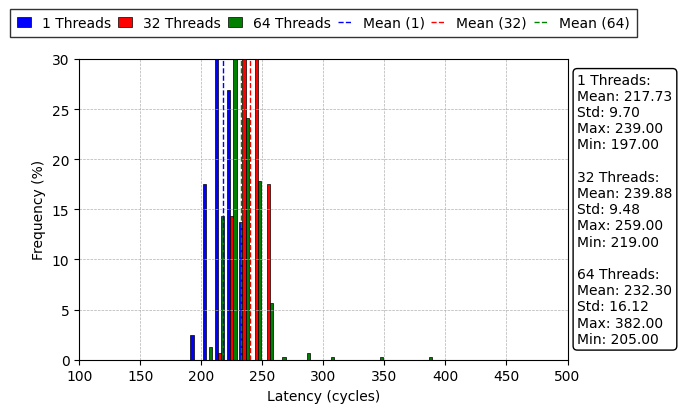 1 Threads 32 Threads 64 Threads Mean (1) Mean (32) Mean (64)
30
25
20
15
10
5
0
Frequency (%)
100 150 200 250 300 350 400 450 500
Latency (cycles)
1 Threads:
Mean: 217.73
Std: 9.70
Max: 239.00
Min: 197.00
32 Threads:
Mean: 239.88
Std: 9.48
Max: 259.00
Min: 219.00
64 Threads:
Mean: 232.30
Std: 16.12
Max: 382.00
Min: 205.00